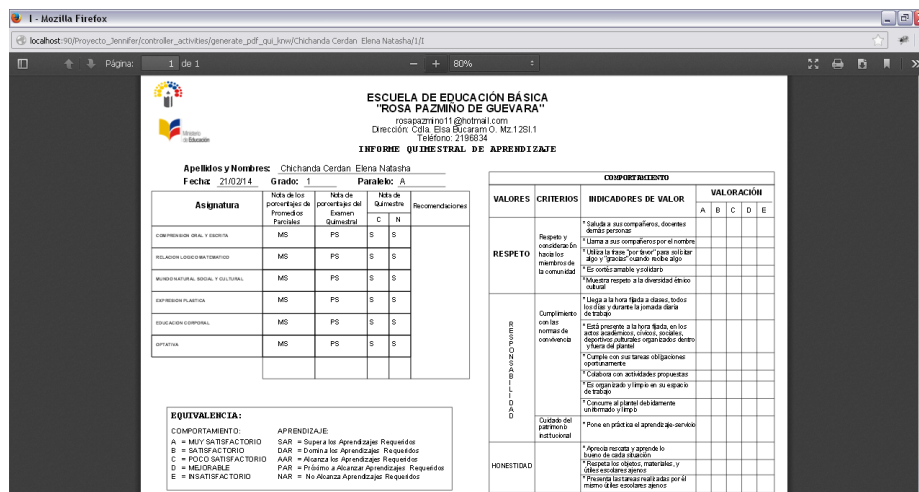 I - Mozilla Firefox
localhost:90/Proyecto_Jennifer/controller_activities/generate_pdf_qui_knw/Chichanda Cerdan Elena Natasha/1/I
Página: 1 de 1
80%
Ministerio
de Educación
ESCUELA DE EDUCACIÓN BÁSICA
"ROSA PAZMIÑO DE GUEVARA"
rosapazmino11@hotmail.com
Dirección: Cdla. Elsa Bucaram O. Mz.12Sl.1
Teléfono: 2196834
INFORME QUIMESTRAL DE APRENDIZAJE
Apellidos y Nombres: Chichanda Cerdan Elena Natasha
Fecha: 21/02/14 Grado: 1 Paralelo: A
Asignatura
Nota de los
porcentajes de
Promedios
Parciales
Nota de
porcentajes del
Examen
Quimestral
Nota de
Quimestre
C N
Recomendaciones
COMPRENSION ORAL Y ESCRITA MS PS S S
RELACION LOGICO MATEMATICO MS PS S S
MUNDO NATURAL SOCIAL Y CULTURAL MS PS S S
EXPRESION PLASTICA MS PS S S
EDUCACION CORPORAL MS PS S S
OPTATIVA MS PS S S
EQUIVALENCIA:
COMPORTAMIENTO:
A = MUY SATISFACTORIO
B = SATISFACTORIO
C = POCO SATISFACTORIO
D = MEJORABLE
E = INSATISFACTORIO
APRENDIZAJE:
SAR = Supera los Aprendizajes Requeridos
DAR = Domina los Aprendizajes Requeridos
AAR = Alcanza los Aprendizajes Requeridos
PAR = Próximo a Alcanzar Aprendizajes Requeridos
NAR = No Alcanza Aprendizajes Requeridos
COMPORTAMIENTO
VALORES CRITERIOS INDICADORES DE VALOR VALORACIÓN
A B C D E
RESPETO
Respeto y
consideración
hacia los
miembros de
la comunidad
* Saluda a sus compañeros, docentes
demás personas
* Llama a sus compañeros por el nombre
* Utiliza la frase "por favor" para solicitar
algo y "gracias" cuando recibe algo
* Es cortés amable y solidario
* Muestra respeto a la diversidad étnico
cultural
RESPONSABILIDAD
Cumplimiento
con las
normas de
convivencia
* Llega a la hora fijada a clases, todos
los días y durante la jornada diaria
de trabajo
* Está presente a la hora fijada, en los
actos académicos, cívicos, sociales,
deportivos culturales organizados dentro
y fuera del plantel
* Cumple con sus tareas obligaciones
oportunamente
* Colabora con actividades propuestas
* Es organizado y limpio en su espacio
de trabajo
* Concurre al plantel debidamente
uniformado y limpio
Cuidado del
patrimonio
institucional
* Pone en práctica el aprendizaje-servicio
HONESTIDAD
* Aprecia rescata y aprende lo
bueno de cada situación
* Respeta los objetos, materiales, y
útiles escolares ajenos
* Presenta las tareas realizadas por él
mismo útiles escolares ajenos